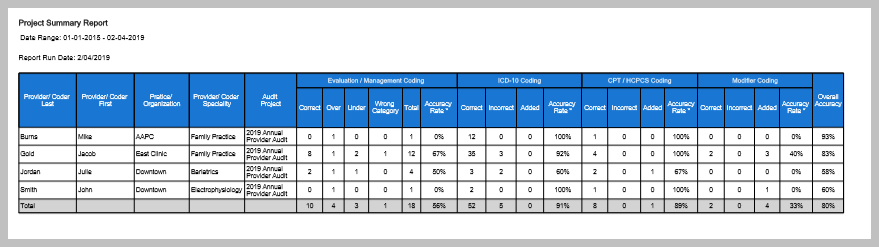 Project Summary Report
Date Range: 01-01-2015 - 02-04-2019
Report Run Date: 2/04/2019
Evaluation / Management Coding ICD-10 Coding CPT / HCPCS Coding Modifier Coding
Provider/ Coder Last Provider/ Coder First Pratice/ Organization Provider/ Coder Speciality Audit Project Correct Over Under Wrong Category Total Accuracy Rate * Correct Incorrect Added Accuracy Rate * Correct Incorrect Added Accuracy Rate * Correct Incorrect Added Accuracy Rate * Overall Accuracy
Burns Mike AAPC Family Practice 2019 Annual Provider Audit 0 1 0 0 1 0% 12 0 0 100% 1 0 0 100% 0 0 0 0% 93%
Gold Jacob East Clinic Family Practice 2019 Annual Provider Audit 8 1 2 1 12 67% 35 3 0 92% 4 0 0 100% 2 0 3 40% 83%
Jordan Julie Downtown Bariatrics 2019 Annual Provider Audit 2 1 1 0 4 50% 3 2 0 60% 2 0 1 67% 0 0 0 0% 58%
Smith John Downtown Electrophysiology 2019 Annual Provider Audit 0 1 0 0 1 0% 2 0 0 100% 1 0 0 100% 0 0 1 0% 60%
Total 10 4 3 1 18 56% 52 5 0 91% 8 0 1 89% 2 0 4 33% 80%